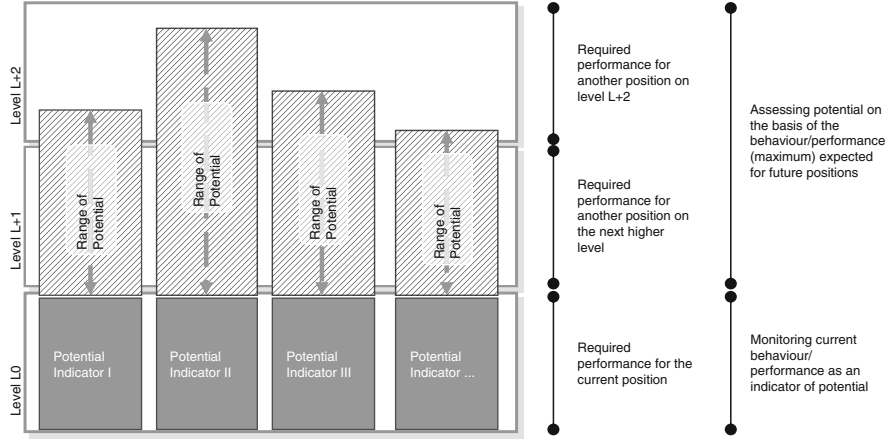 Level L+2
Level L+1
Level L0
Range of
Potential
Range of
Potential
Range of
Potential
Range of
Potential
Potential
Indicator I
Potential
Indicator II
Potential
Indicator III
Potential
Indicator ...
Required
performance for
another position on
level L+2
Required
performance for
another position on
the next higher
level
Required
performance for the
current position
Assessing potential on
the basis of the
behaviour/performance
(maximum) expected
for future positions
Monitoring current
behaviour/
performance as an
indicator of potential